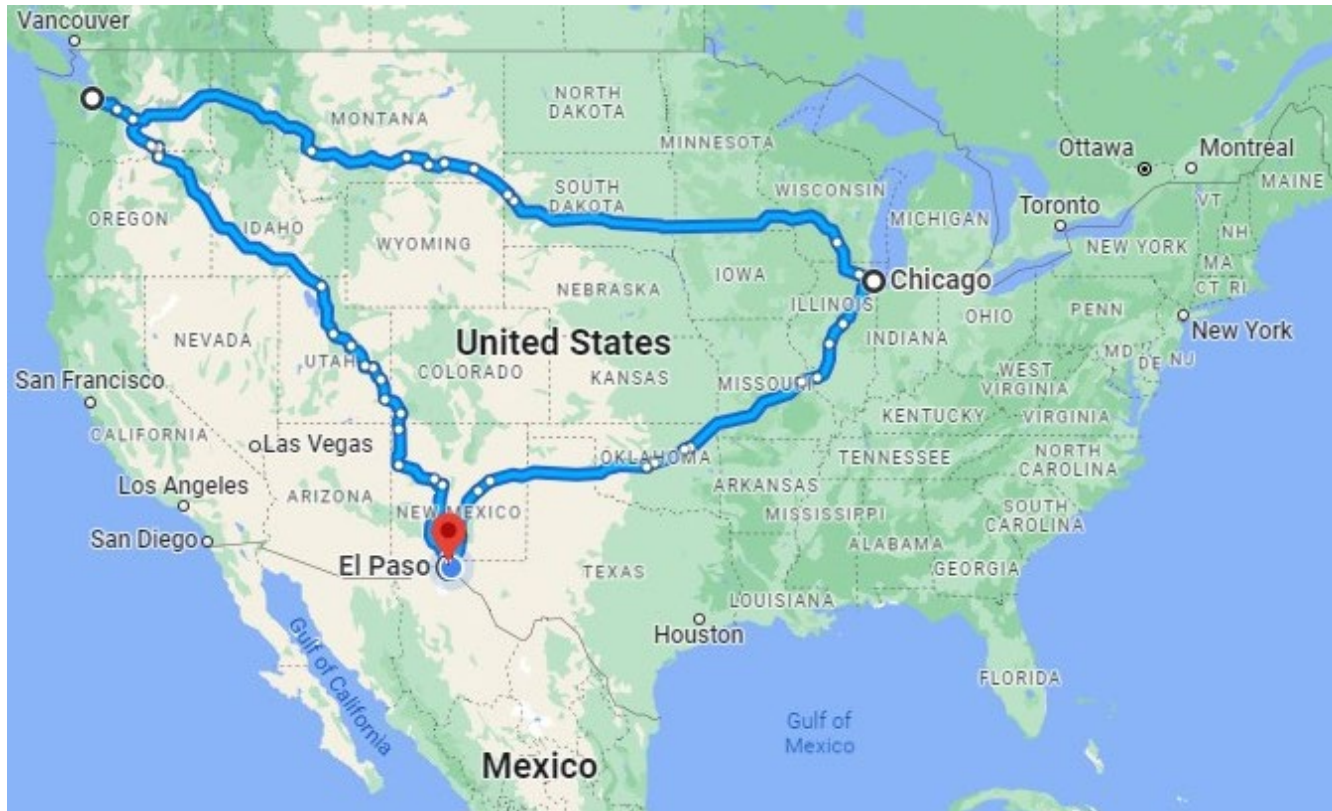 Vancouver
NORTH
DAKOTA
MONTANA
MINNESOTA
Ottawa
Montreal
MAINE
SOUTH
DAKOTA
WISCONSIN
VT
OREGON
IDAHO
MICHIGAN
Toronto
NH
WYOMING
NEW YORK
MA
IOWA
Chicago
CT RI
NEBRASKA
ILLINOIS
OHIO
PENN
NEVADA
United States
INDIANA
New York
UTAH
COLORADO
KANSAS
MISSOURI
MD
DE
NJ
San Francisco
WEST
VIRGINIA
KENTUCKY
VIRGINIA
CALIFORNIA
Las Vegas
OKLAHOMA
TENNESSEE
NORTH
CAROLINA
Los Angeles
ARIZONA
ARKANSAS
NEW MEXICO
MISSISSIPPI
SOUTH
CAROLINA
San Diego
ALABAMA
El Paso
TEXAS
GEORGIA
LOUISIANA
Houston
Gulf of California
FLORIDA
Gulf of
Mexico
Mexico